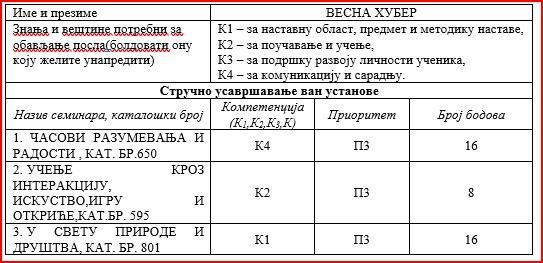 Име и презиме ВЕСНА ХУБЕР
Знања и вештине потребни за
обављање посла(болдовати ону
коју желите унапредити)
К1 – за наставну област, предмет и методику наставе,
К2 – за поучавање и учење,
К3 – за подршку развоју личности ученика,
К4 – за комуникацију и сарадњу.
Стручно усавршавање ван установе
Назив семинара, каталошки број
Компетенција
(К1,К2,К3,К)
Приоритет
Број бодова
1. ЧАСОВИ РАЗУМЕВАЊА И
РАДОСТИ , КАТ. БР.650
К4 П3 16
2. УЧЕЊЕ КРОЗ
ИНТЕРАКЦИЈУ,
ИСКУСТВО,ИГРУ И
ОТКРИЋЕ,КАТ.БР. 595
К2 П3 8
3. У СВЕТУ ПРИРОДЕ И
ДРУШТВА, КАТ. БР. 801
К1 П3 16